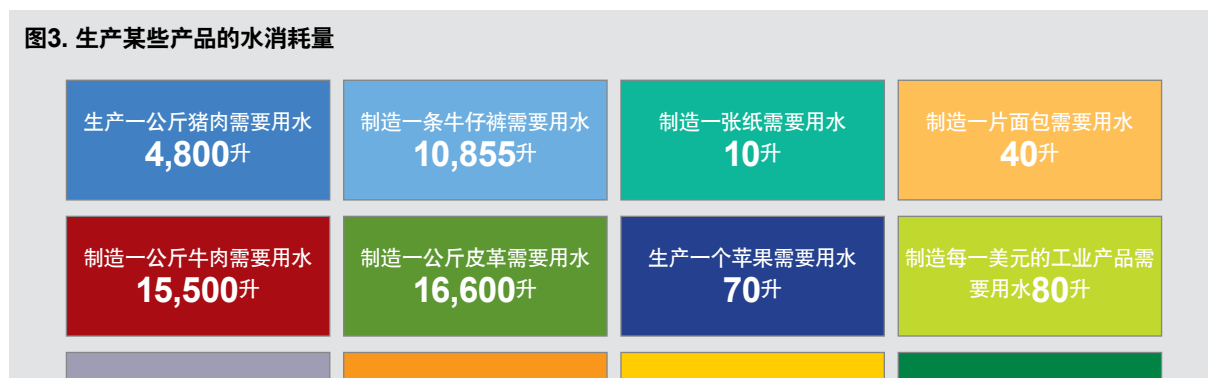 图3. 生产某些产品的水消耗量
生产一公斤猪肉需要用水
4,800升
制造一条牛仔裤需要用水
10,855升
制造一张纸需要用水
10升
制造一片面包需要用水
40升
制造一公斤牛肉需要用水
15,500升
制造一公斤皮革需要用水
16,600升
生产一个苹果需要用水
70升
制造每一美元的工业产品需
要用水80升